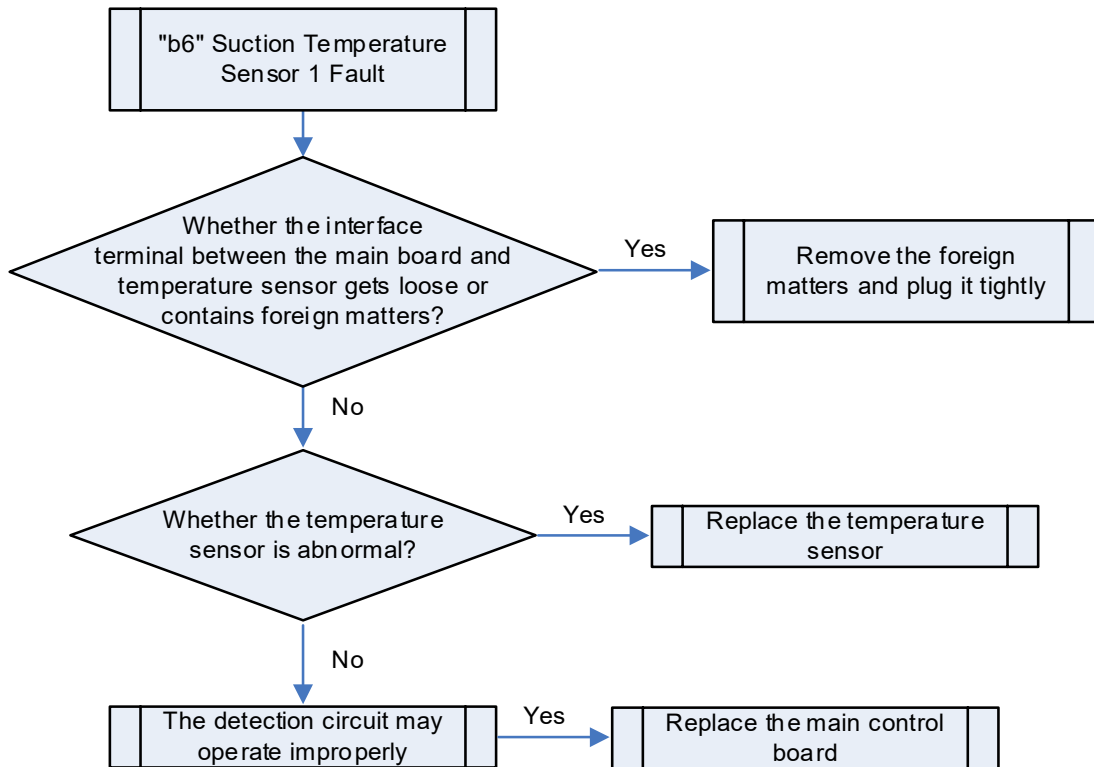 "b6" Suction Temperature
Sensor 1 Fault
Whether the interface
terminal between the main board and
temperature sensor gets loose or
contains foreign matters?
Yes
Remove the foreign
matters and plug it tightly
No
Whether the temperature
sensor is abnormal?
Yes
Replace the temperature
sensor
No
The detection circuit may
operate improperly
Yes
Replace the main control
board